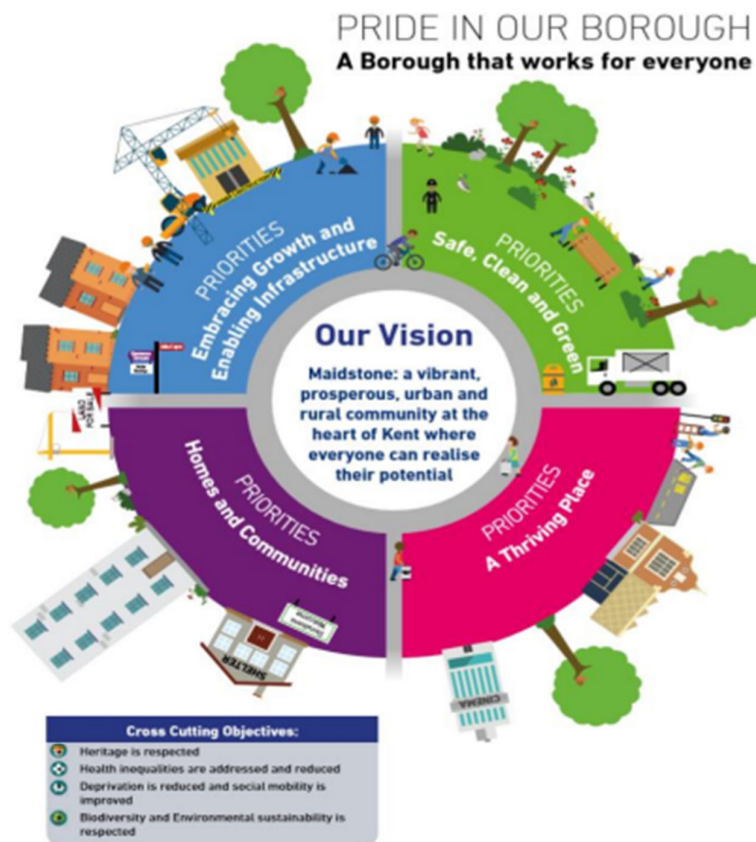 PRIDE IN OUR BOROUGH
A Borough that works for everyone
PRIORITIES
Embracing Growth and
Enabling Infrastructure
PRIORITIES
Safe, Clean and Green
Our Vision
Maidstone: a vibrant,
prosperous, urban and
rural community at the
heart of Kent where
everyone can realise
their potential
PRIORITIES
Homes and Communities
PRIORITIES
A Thriving Place
SHELTER
Donations
Welcome
CINEMA
Cross Cutting Objectives:
Heritage is respected
Health inequalities are addressed and reduced
Deprivation is reduced and social mobility is
improved
Biodiversity and Environmental sustainability is
respected